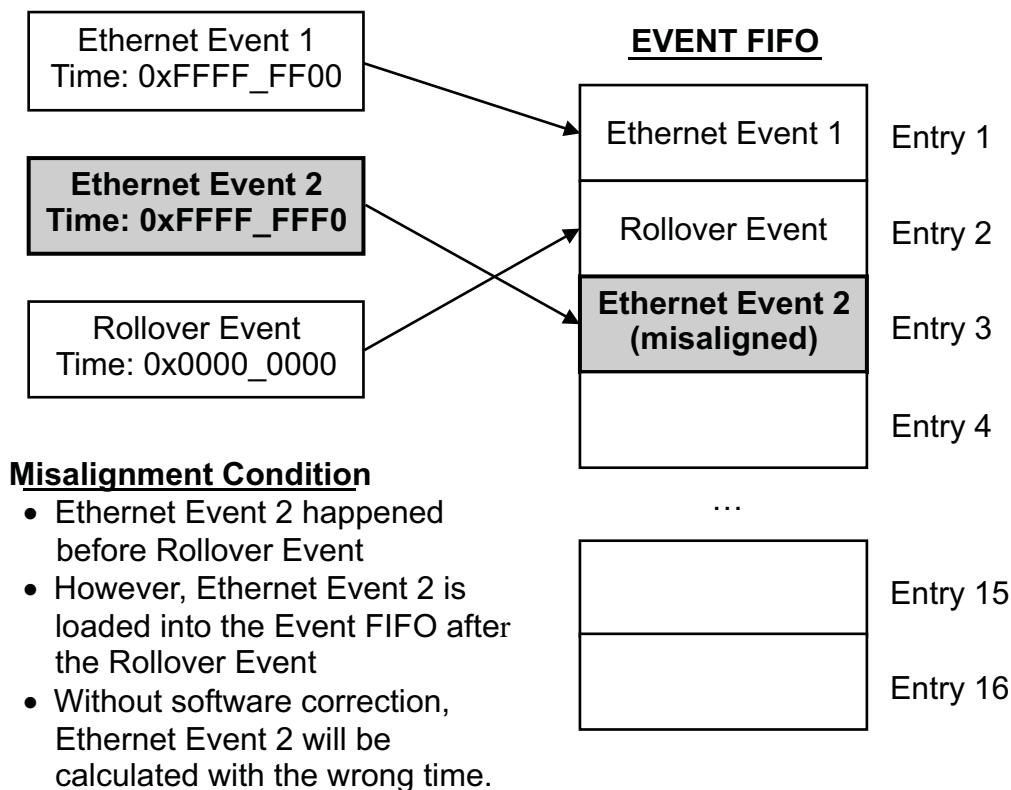 Ethernet Event 1
Time: 0xFFFF_FF00
Ethernet Event 2
Time: 0xFFFF_FFF0
Rollover Event
Time: 0x0000_0000
EVENT FIFO
Ethernet Event 1
Entry 1
Rollover Event
Entry 2
Ethernet Event 2
(misaligned)
Entry 3
Entry 4
…
Entry 15
Entry 16
Misalignment Condition
• Ethernet Event 2 happened
before Rollover Event
• However, Ethernet Event 2 is
loaded into the Event FIFO after
the Rollover Event
• Without software correction,
Ethernet Event 2 will be
calculated with the wrong time.